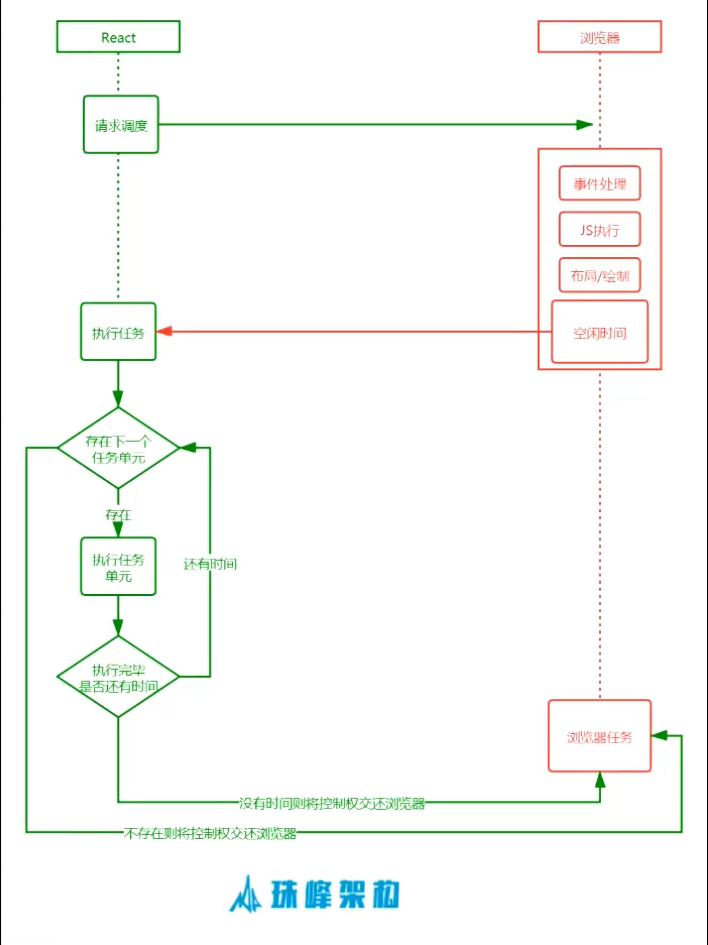 React
浏览器
请求调度
事件处理
JS执行
布局/绘制
执行任务
空闲时间
存在下一个
任务单元
存在
执行任务
单元
还有时间
执行完毕
是否还有时间
浏览器任务
没有时间则将控制权交还浏览器
不存在则将控制权交还浏览器
珠峰架构